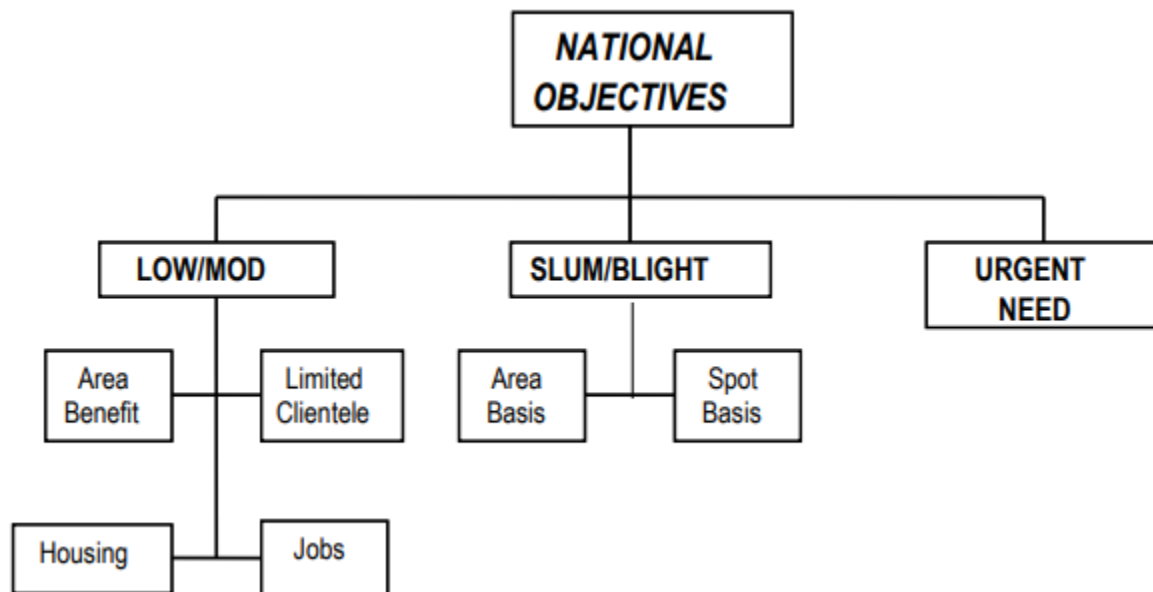 NATIONAL
OBJECTIVES
LOW/MOD
SLUM/BLIGHT
URGENT
NEED
Area
Benefit
Limited
Clientele
Area
Basis
Spot
Basis
Housing
Jobs